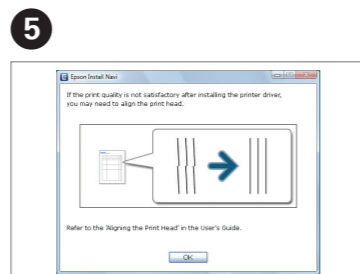 5
Epson Install Navi
If the print quality is not satisfactory after installing the printer driver,
you may need to align the print head.
Refer to the 'Aligning the Print Head' in the User's Guide.
OK